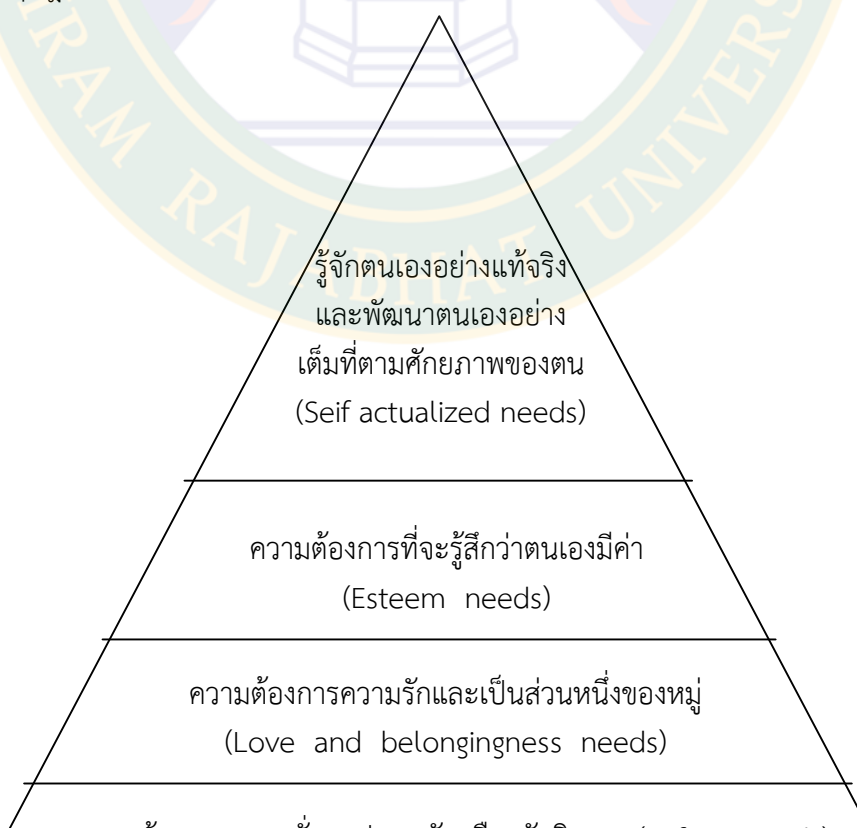 RAM RAJABHAT UNIVERS
รู้จักตนเองอย่างแท้จริง
และพัฒนาตนเองอย่าง
เต็มที่ตามศักยภาพของตน
(Seif actualized needs)
ความต้องการที่จะรู้สึกว่าตนเองมีค่า
(Esteem needs)
ความต้องการความรักและเป็นส่วนหนึ่งของหมู่
(Love and belongingness needs)